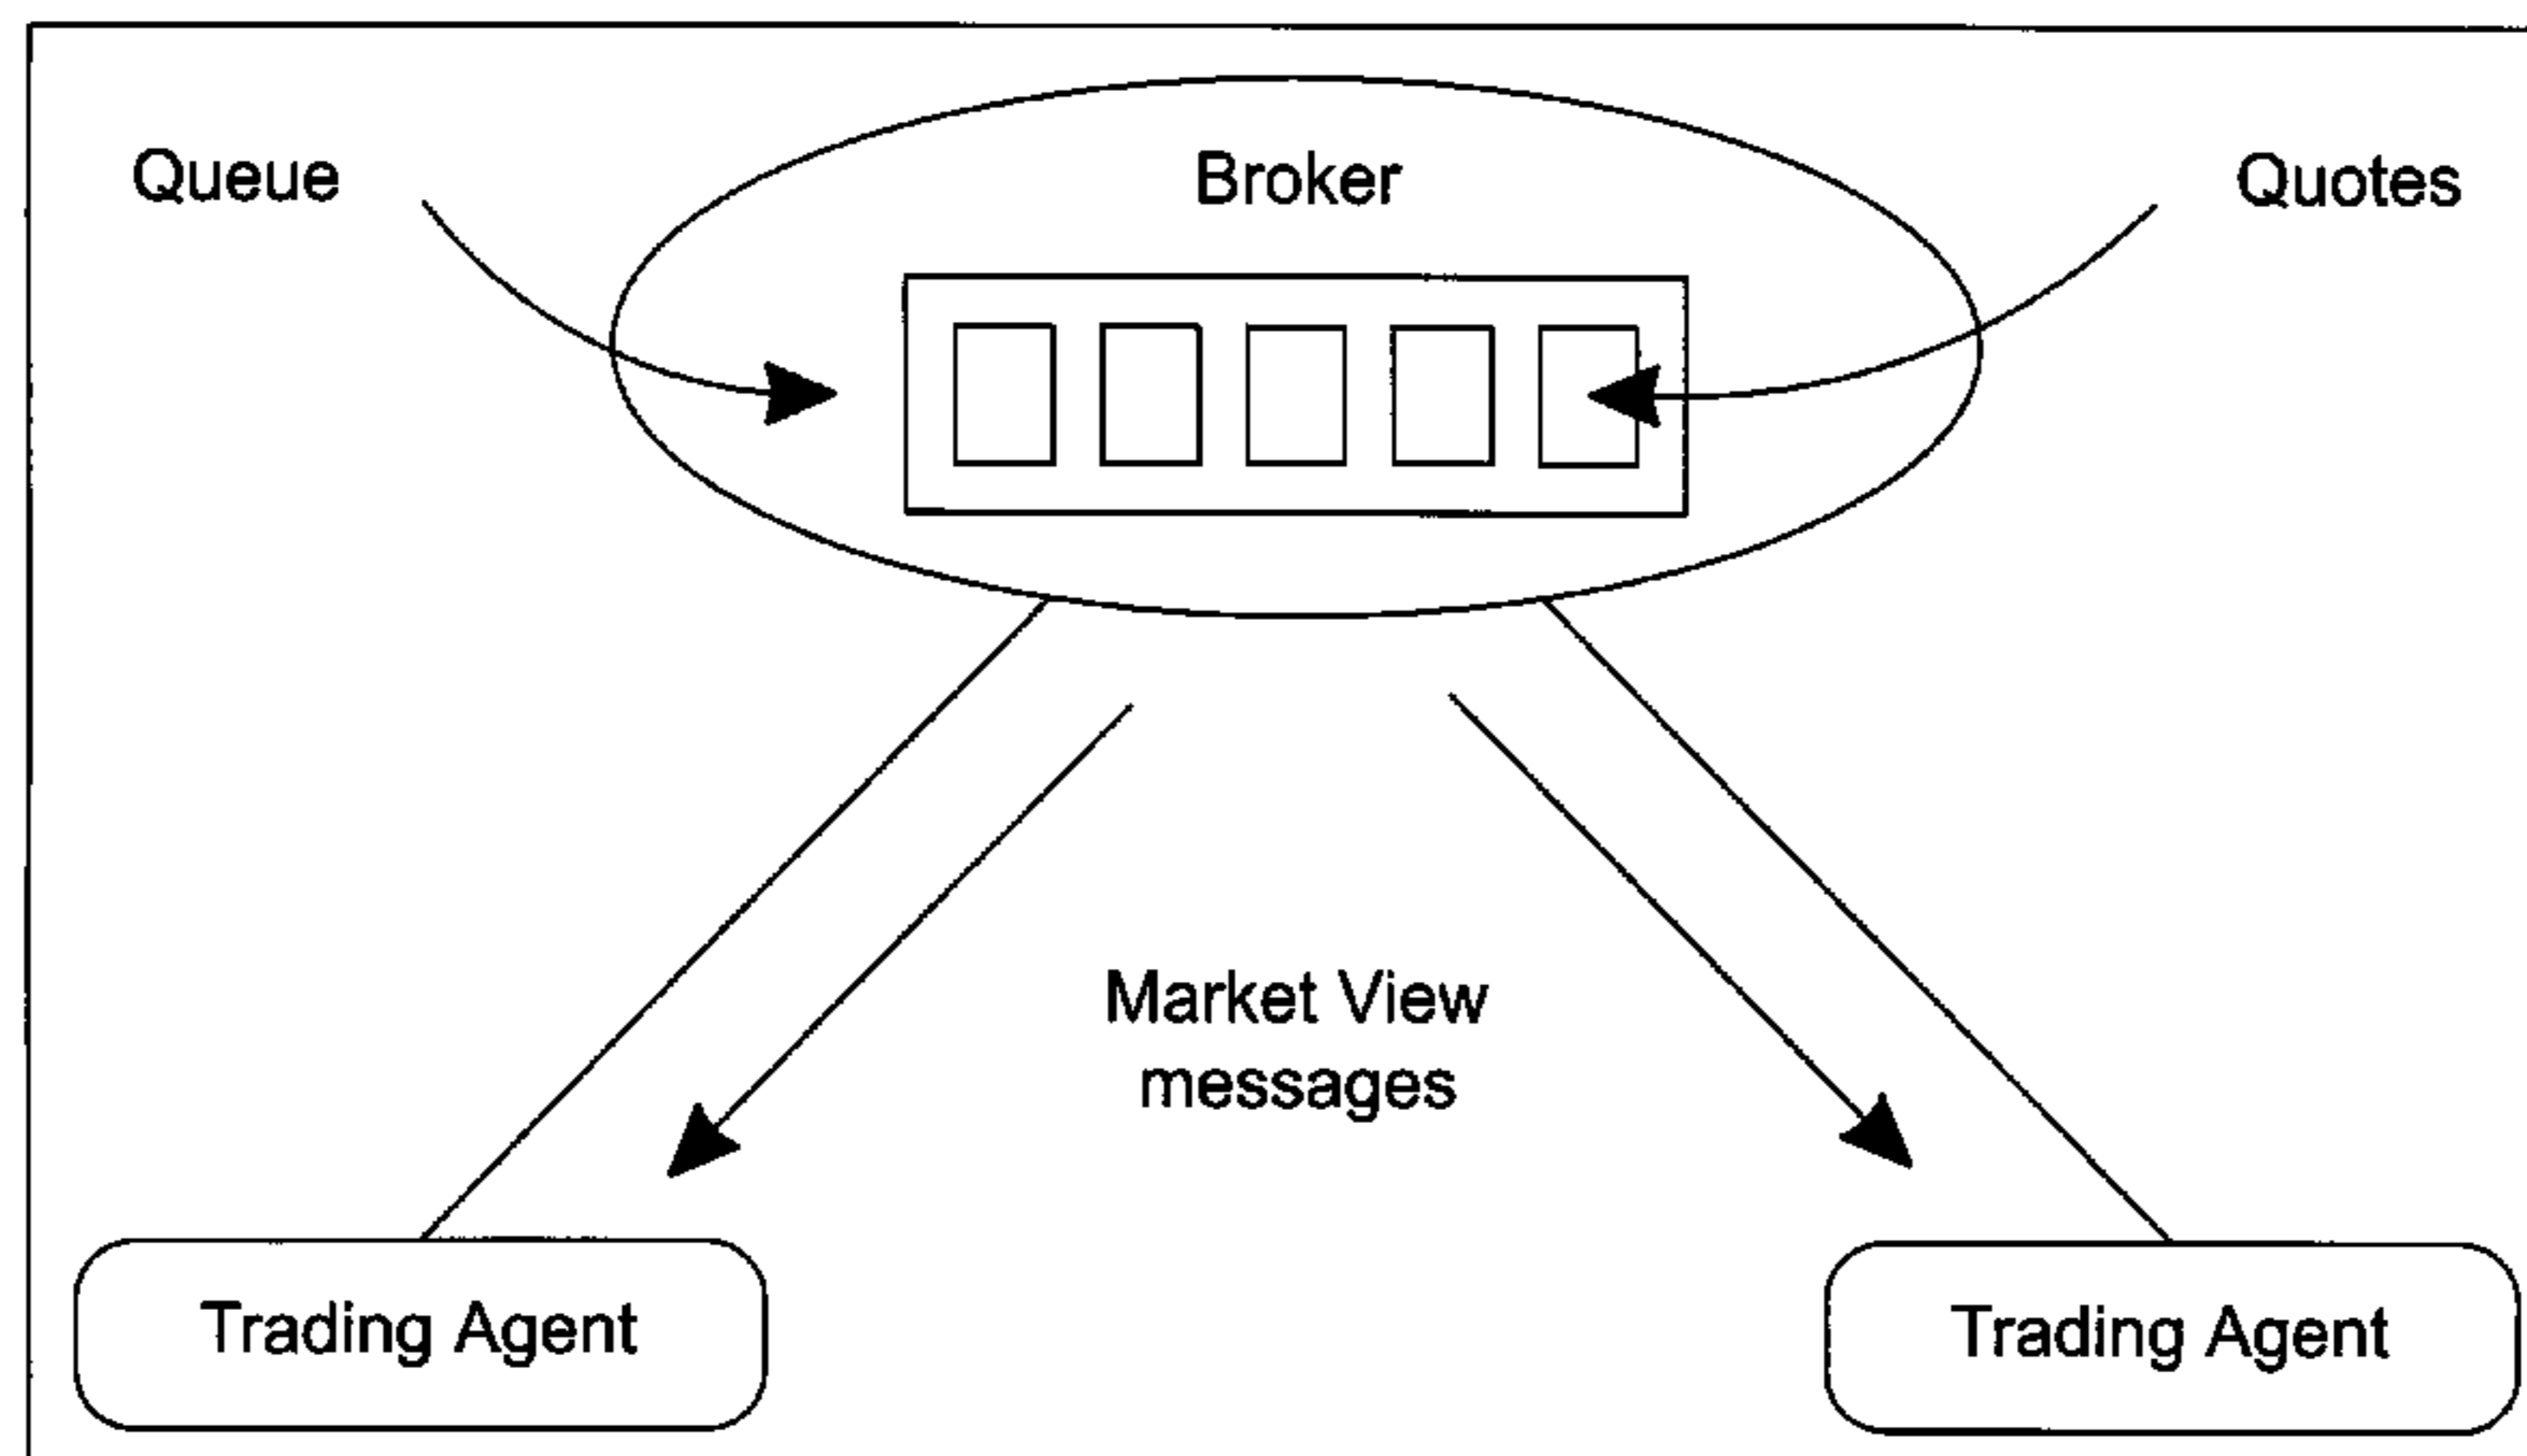 Queue
Broker
Quotes
Market View
messages
Trading Agent
Trading Agent